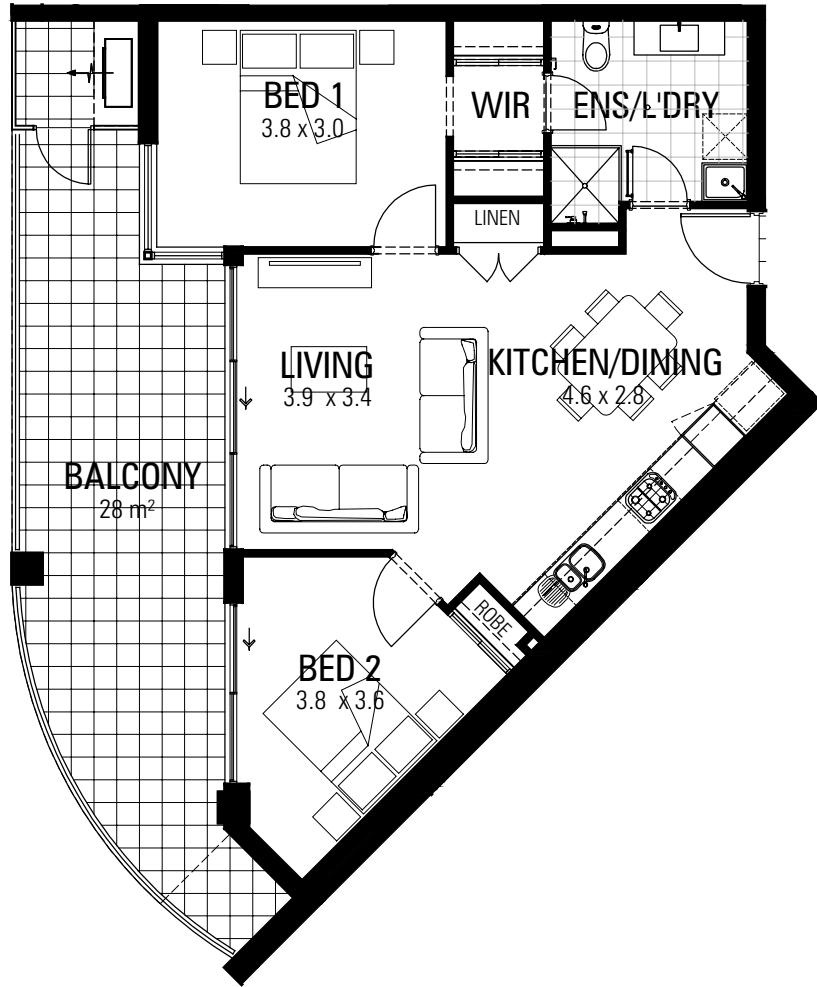 BED 1
3.8 x 3.0
WIR
ENS/L'DRY
LINEN
LIVING
3.9 x 3.4
KITCHEN/DINING
4.6 x 2.8
BALCONY
28 m²
ROBE
BED 2
3.8 x 3.6